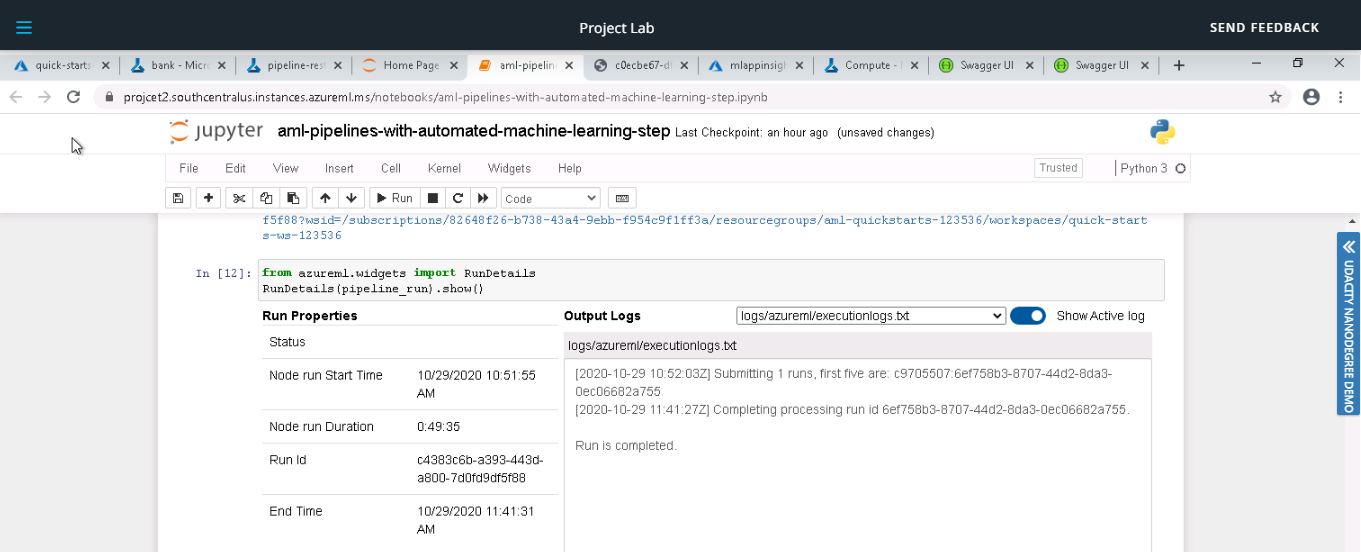 Project Lab
SEND FEEDBACK
quick-starts
bank - Micr
pipeline-res
Home Page
aml-pipelin
c0ecbe67-d
mlappinsigh
Compute -
Swagger UI
Swagger UI
projcet2.southcentralus.instances.azureml.ms/notebooks/aml-pipelines-with-automated-machine-learning-step.ipynb
jupyter aml-pipelines-with-automated-machine-learning-step Last Checkpoint: an hour ago (unsaved changes)
File Edit View Insert Cell Kernel Widgets Help Trusted Python 3
Run Code
f5f88?wsid=/subscriptions/82648f26-b738-43a4-9ebb-f954c9f1ff3a/resourcegroups/aml-quickstarts-123536/workspaces/quick-start
s-ws-123536
In [12]: from azureml.widgets import RunDetails
RunDetails(pipeline_run).show()
Run Properties
Status
Node run Start Time 10/29/2020 10:51:55
AM
Node run Duration 0:49:35
Run Id c4383c6b-a393-443d-
a800-7d0fd9df5f88
End Time 10/29/2020 11:41:31
AM
Output Logs logs/azureml/executionlogs.txt Show Active log
logs/azureml/executionlogs.txt
[2020-10-29 10:52:03Z] Submitting 1 runs, first five are: c9705507:6ef758b3-8707-44d2-8da3-
0ec06682a755
[2020-10-29 11:41:27Z] Completing processing run id 6ef758b3-8707-44d2-8da3-0ec06682a755.
Run is completed.
UDACITY NANODEGREE DEMO